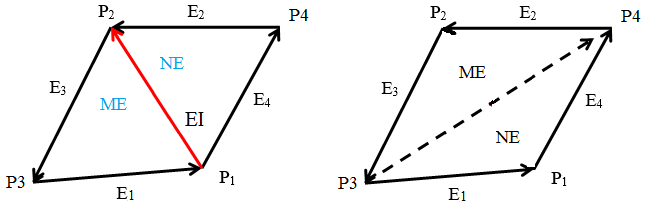 P₂ E₂ P4
NE
E₃ ME EI E₄
P3 E₁ P₁
P₂ E₂ P4
ME
E₃ E₄
NE
P3 E₁ P₁